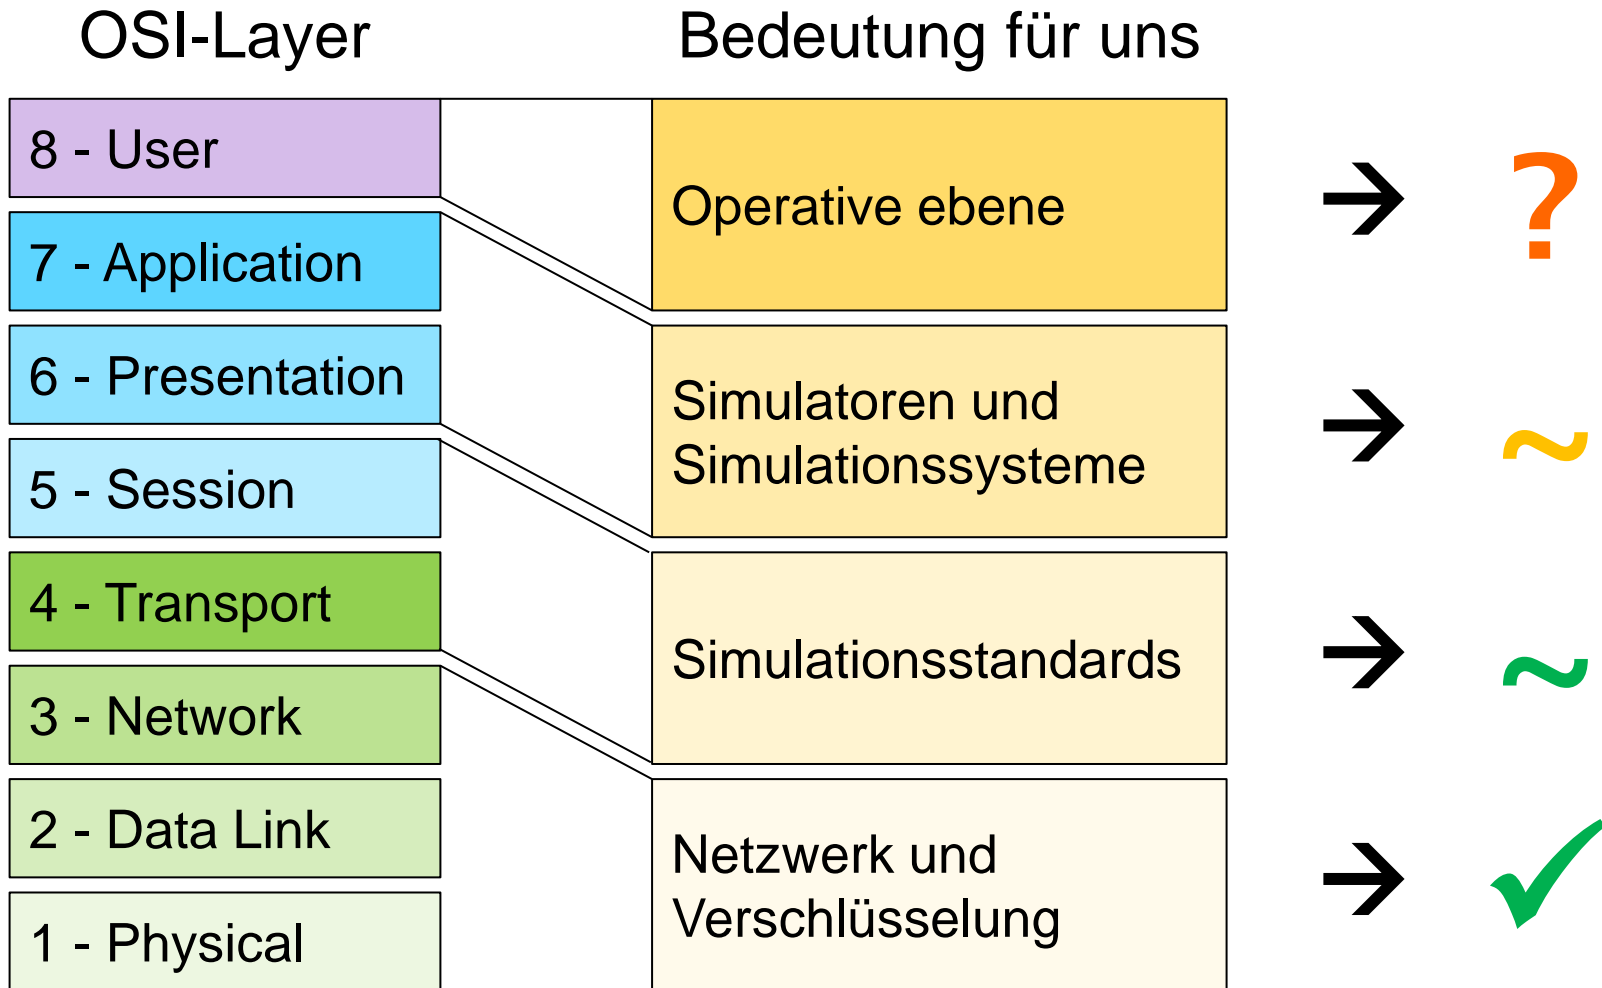 OSI-Layer
Bedeutung für uns
8 - User
7 - Application
6 - Presentation
5 - Session
4 - Transport
3 - Network
2 - Data Link
1 - Physical
Operative ebene
Simulatoren und
Simulationssysteme
Simulationsstandards
Netzwerk und
Verschlüsselung
→ ?
→ ~
→ ~
→ ✓